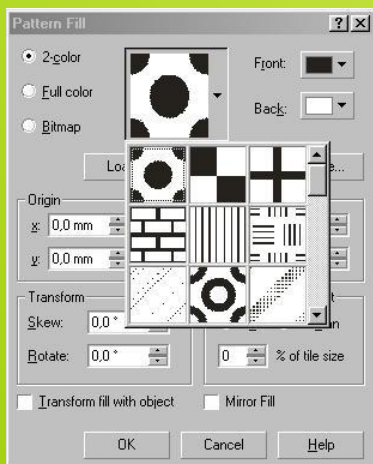 Pattern Fill
2-color
Full color
Bitmap
Front:
Back:
Origin
x: 0,0 mm
y: 0,0 mm
Transform
Skew: 0,0 °
Rotate: 0,0 °
0 % of tile size
Transform fill with object
Mirror Fill
OK Cancel Help